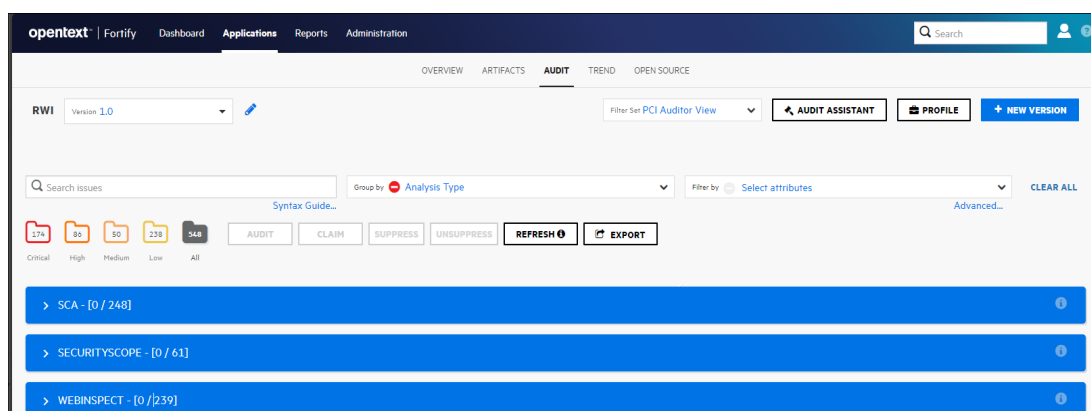 opentext™ | Fortify Dashboard Applications Reports Administration Search
OVERVIEW ARTIFACTS AUDIT TREND OPEN SOURCE
RWI Version 1.0 Filter Set PCI Auditor View AUDIT ASSISTANT PROFILE + NEW VERSION
Search issues Group by Analysis Type Filter by Select attributes CLEAR ALL
Syntax Guide... Advanced...
174 86 50 238 548 AUDIT CLAIM SUPPRESS UNSUPPRESS REFRESH EXPORT
Critical High Medium Low All
SCA - [0 / 248]
SECURITYSCOPE - [0 / 61]
WEBINSPECT - [0 / 239]